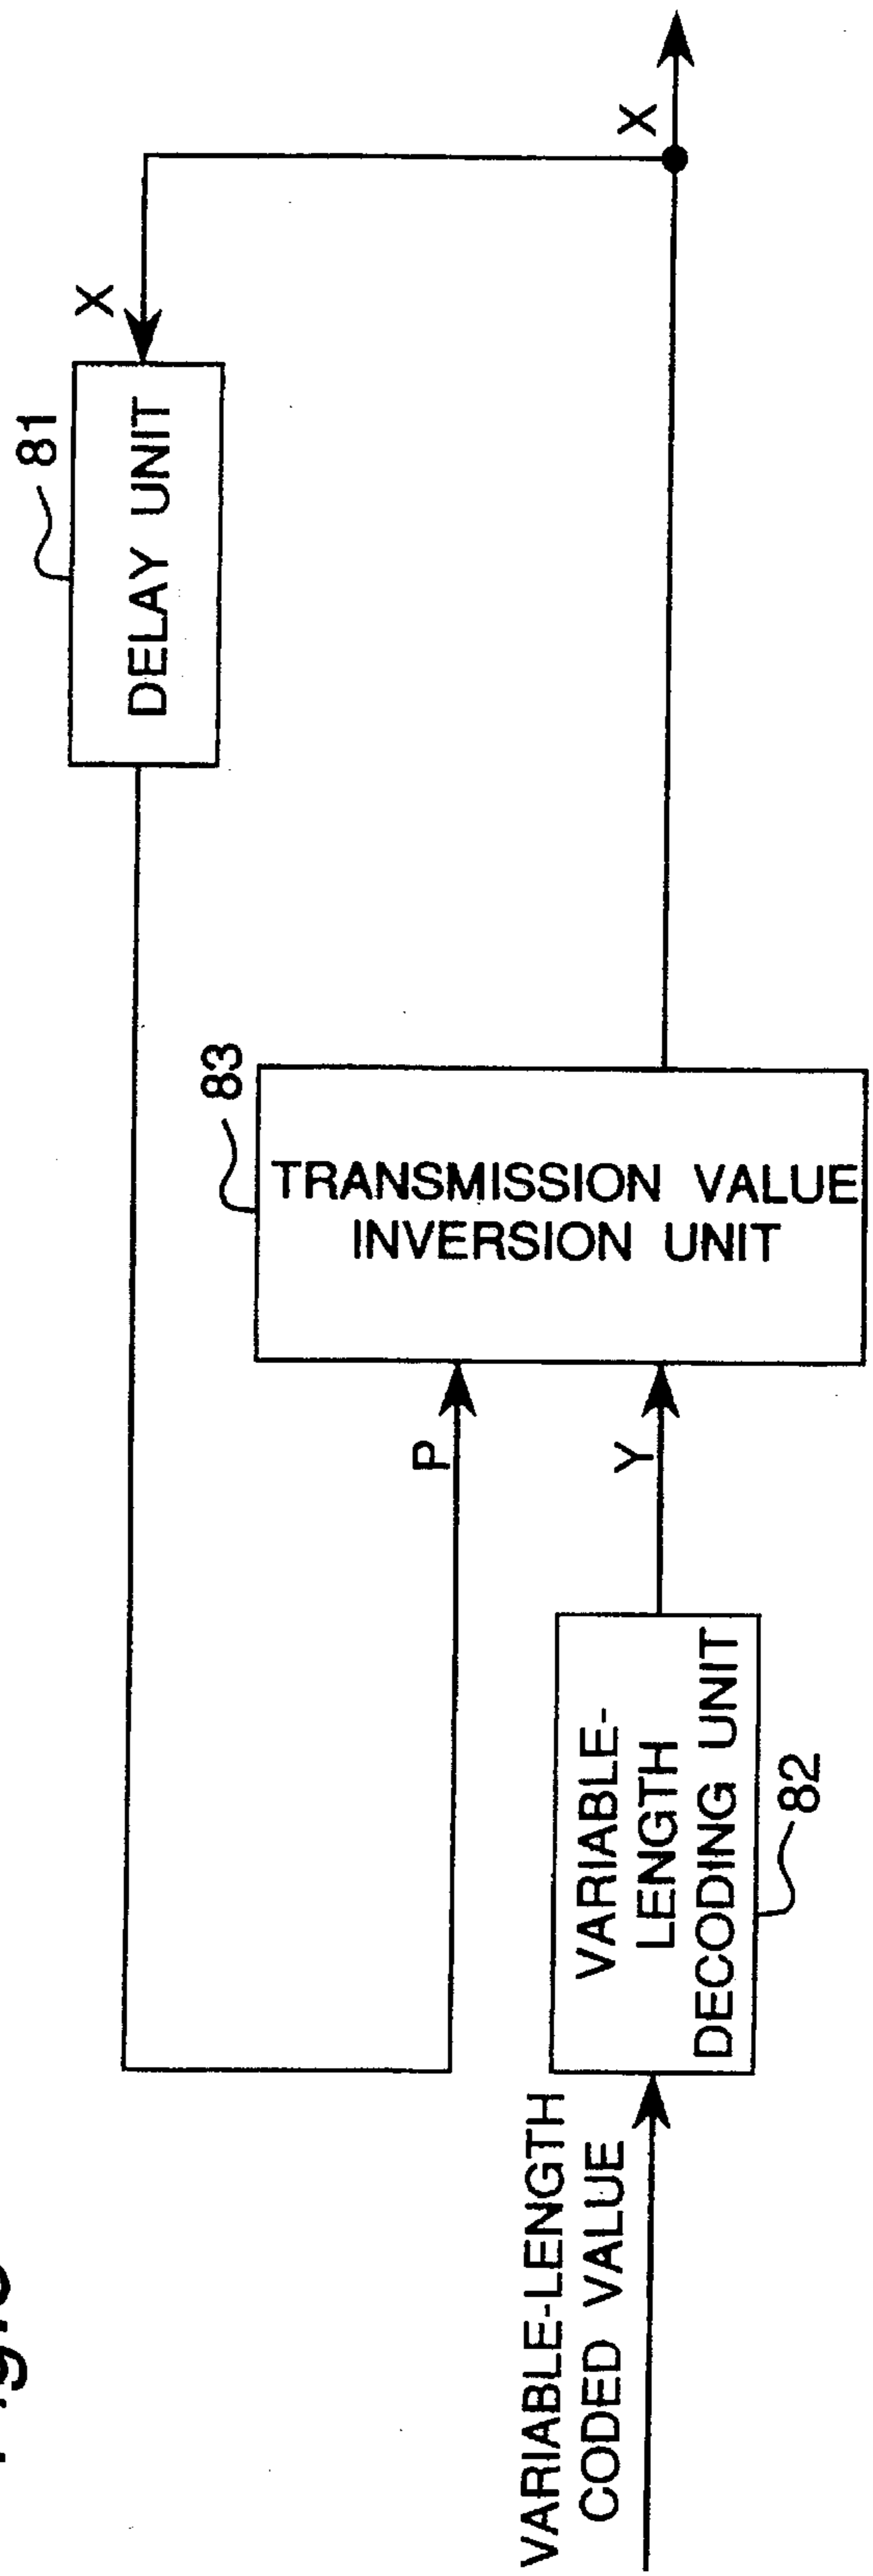 81
X
DELAY UNIT
X
83
TRANSMISSION VALUE
INVERSION UNIT
P
Y
VARIABLE-
LENGTH
DECODING UNIT
82
VARIABLE-LENGTH
CODED VALUE